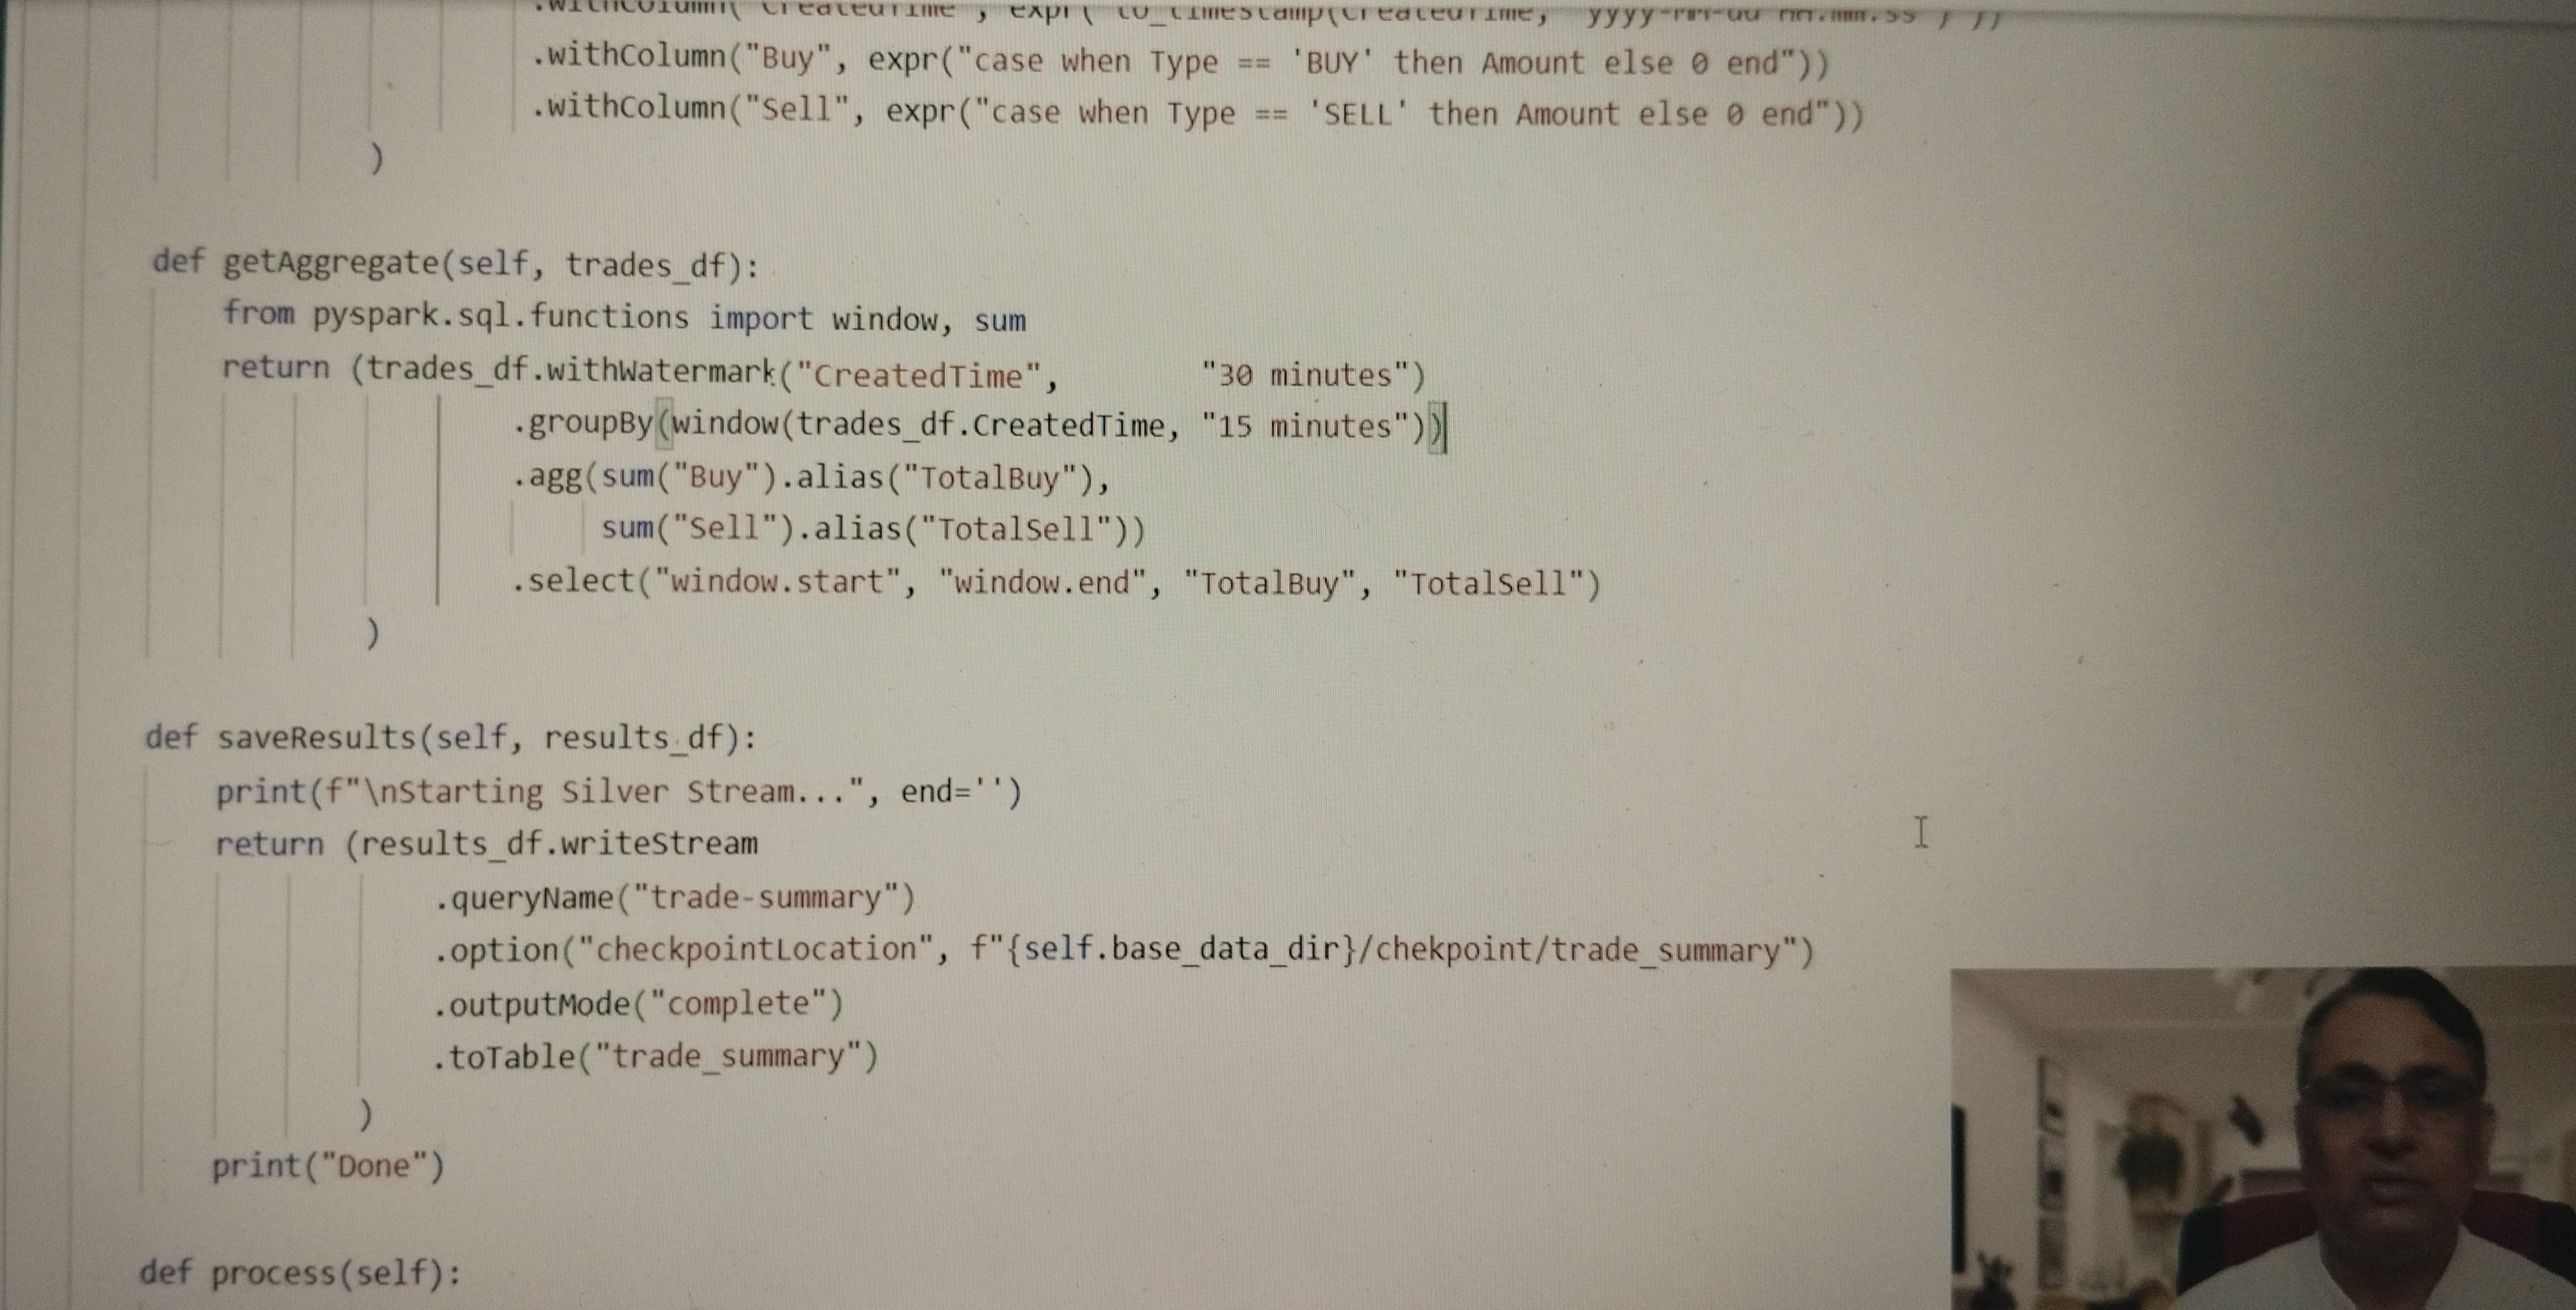 .withColumn("CreatedTime", expr("to_timestamp(CreatedTime, 'yyyy-MM-dd HH:mm:ss')"))
.withColumn("Buy", expr("case when Type == 'BUY' then Amount else 0 end"))
.withColumn("Sell", expr("case when Type == 'SELL' then Amount else 0 end"))
)
def getAggregate(self, trades_df):
from pyspark.sql.functions import window, sum
return (trades_df.withWatermark("CreatedTime", "30 minutes")
.groupBy(window(trades_df.CreatedTime, "15 minutes"))
.agg(sum("Buy").alias("TotalBuy"),
sum("Sell").alias("TotalSell"))
.select("window.start", "window.end", "TotalBuy", "TotalSell")
)
def saveResults(self, results_df):
print(f"\nStarting Silver Stream...", end='')
return (results_df.writeStream
.queryName("trade-summary")
.option("checkpointLocation", f"{self.base_data_dir}/chekpoint/trade_summary")
.outputMode("complete")
.toTable("trade_summary")
)
print("Done")
def process(self):